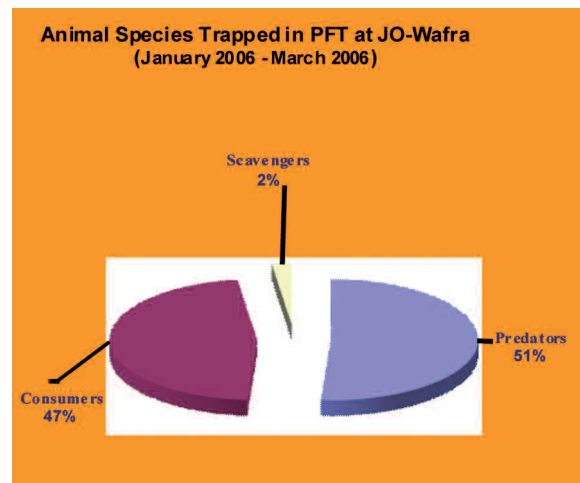 Animal Species Trapped in PFT at JO-Wafra
(January 2006 - March 2006)
Scavengers
2%
Predators
51%
Consumers
47%